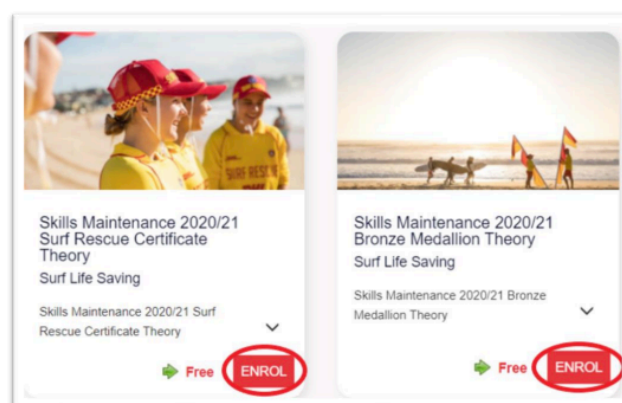 SURF RESCUE
Skills Maintenance 2020/21
Surf Rescue Certificate
Theory
Surf Life Saving
Skills Maintenance 2020/21 Surf
Rescue Certificate Theory
Free
ENROL
Skills Maintenance 2020/21
Bronze Medallion Theory
Surf Life Saving
Skills Maintenance 2020/21 Bronze
Medallion Theory
Free
ENROL